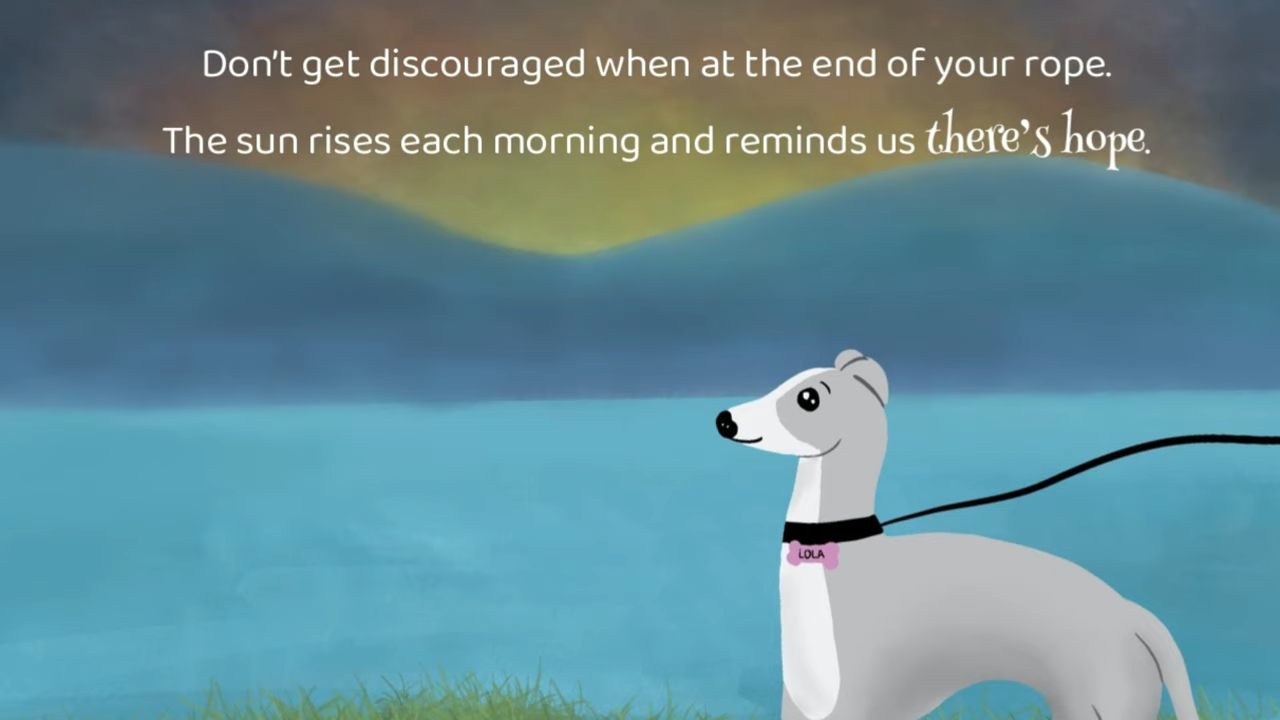 Don't get discouraged when at the end of your rope.
The sun rises each morning and reminds us there's hope.
LOLA